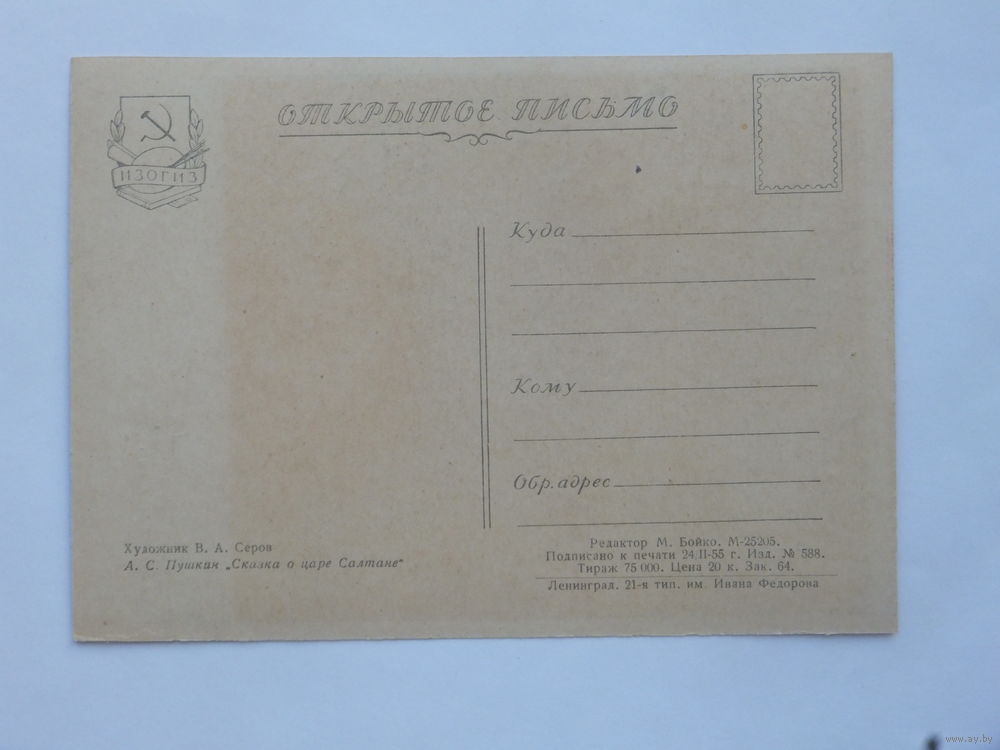 ОТКРЫТОЕ ПИСЬМО
ИЗОГИЗ
Куда
Кому
Обр. адрес
Художник В. А. Серов
А. С. Пушкин „Сказка о царе Салтане“
Редактор М. Бойко. М-25205.
Подписано к печати 24/II-55 г. Изд. № 588.
Тираж 75 000. Цена 20 к. Зак. 64.
Ленинград. 21-я тип. им. Ивана Федорова
www.ay.by